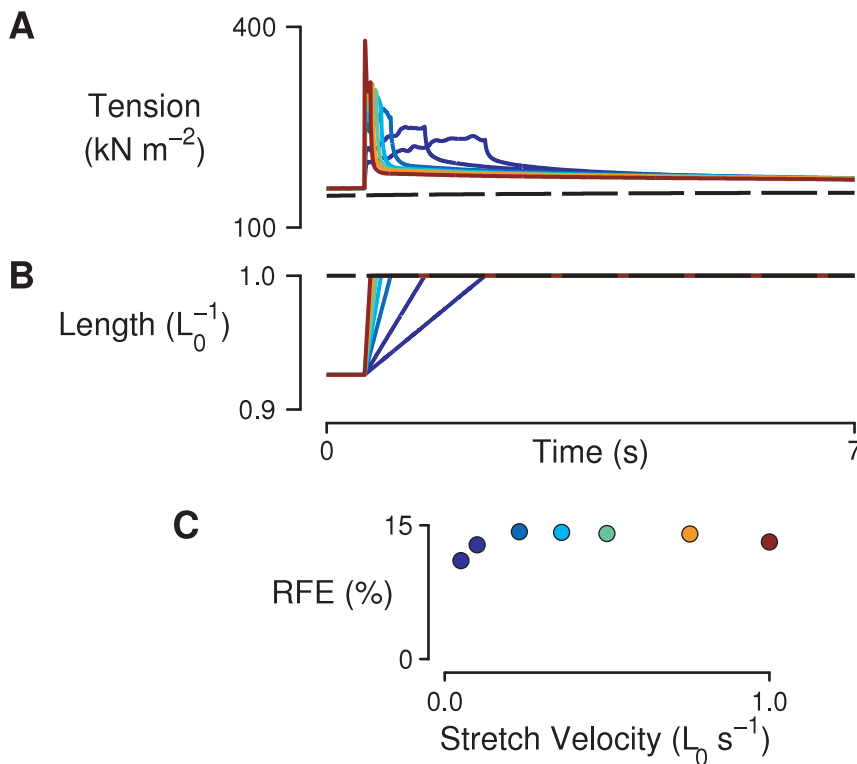 A
400
Tension
(kN m⁻²)
100
B
1.0
Length (L₀⁻¹)
0.9
0
Time (s)
7
C
15
RFE (%)
0
0.0
1.0
Stretch Velocity (L₀ s⁻¹)